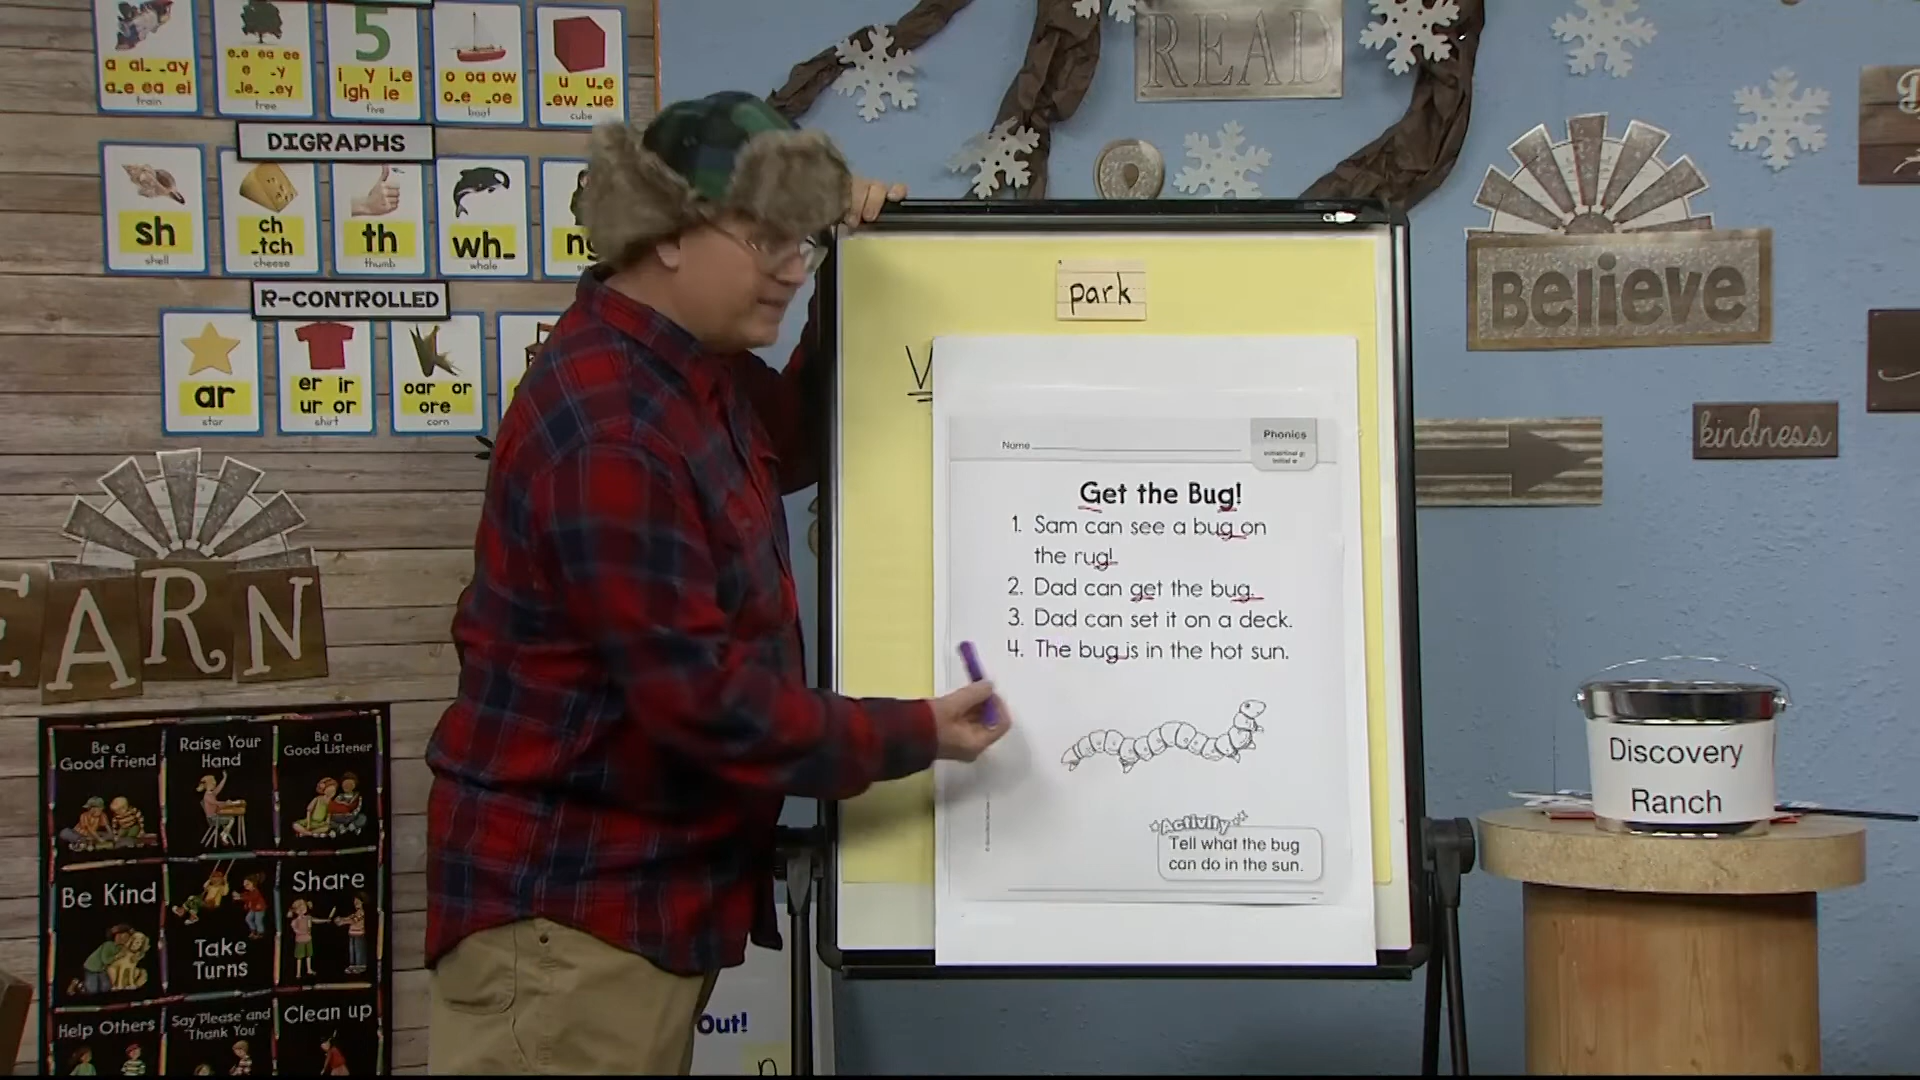 a al_ _ay
a_e ea ei
train
e_e ea ee
e _y
_ie_ _ey
tree
5
i y i_e
igh ie
five
o oa ow
o_e _oe
boat
u u_e
_ew _ue
cube
DIGRAPHS
sh
shell
ch
_tch
cheese
th
thumb
wh_
whale
R-CONTROLLED
ar
star
er ir
ur or
shirt
oar or
ore
corn
EARN
Be a
Good Friend
Raise Your
Hand
Be a
Good Listener
Be Kind
Take
Turns
Share
Help Others
Say "Please" and
"Thank You"
Clean up
Out!
n
READ
park
V
Name
Phonics
Get the Bug!
1. Sam can see a bug on
the rug!
2. Dad can get the bug.
3. Dad can set it on a deck.
4. The bug is in the hot sun.
Activity
Tell what the bug
can do in the sun.
Believe
kindness
Discovery
Ranch